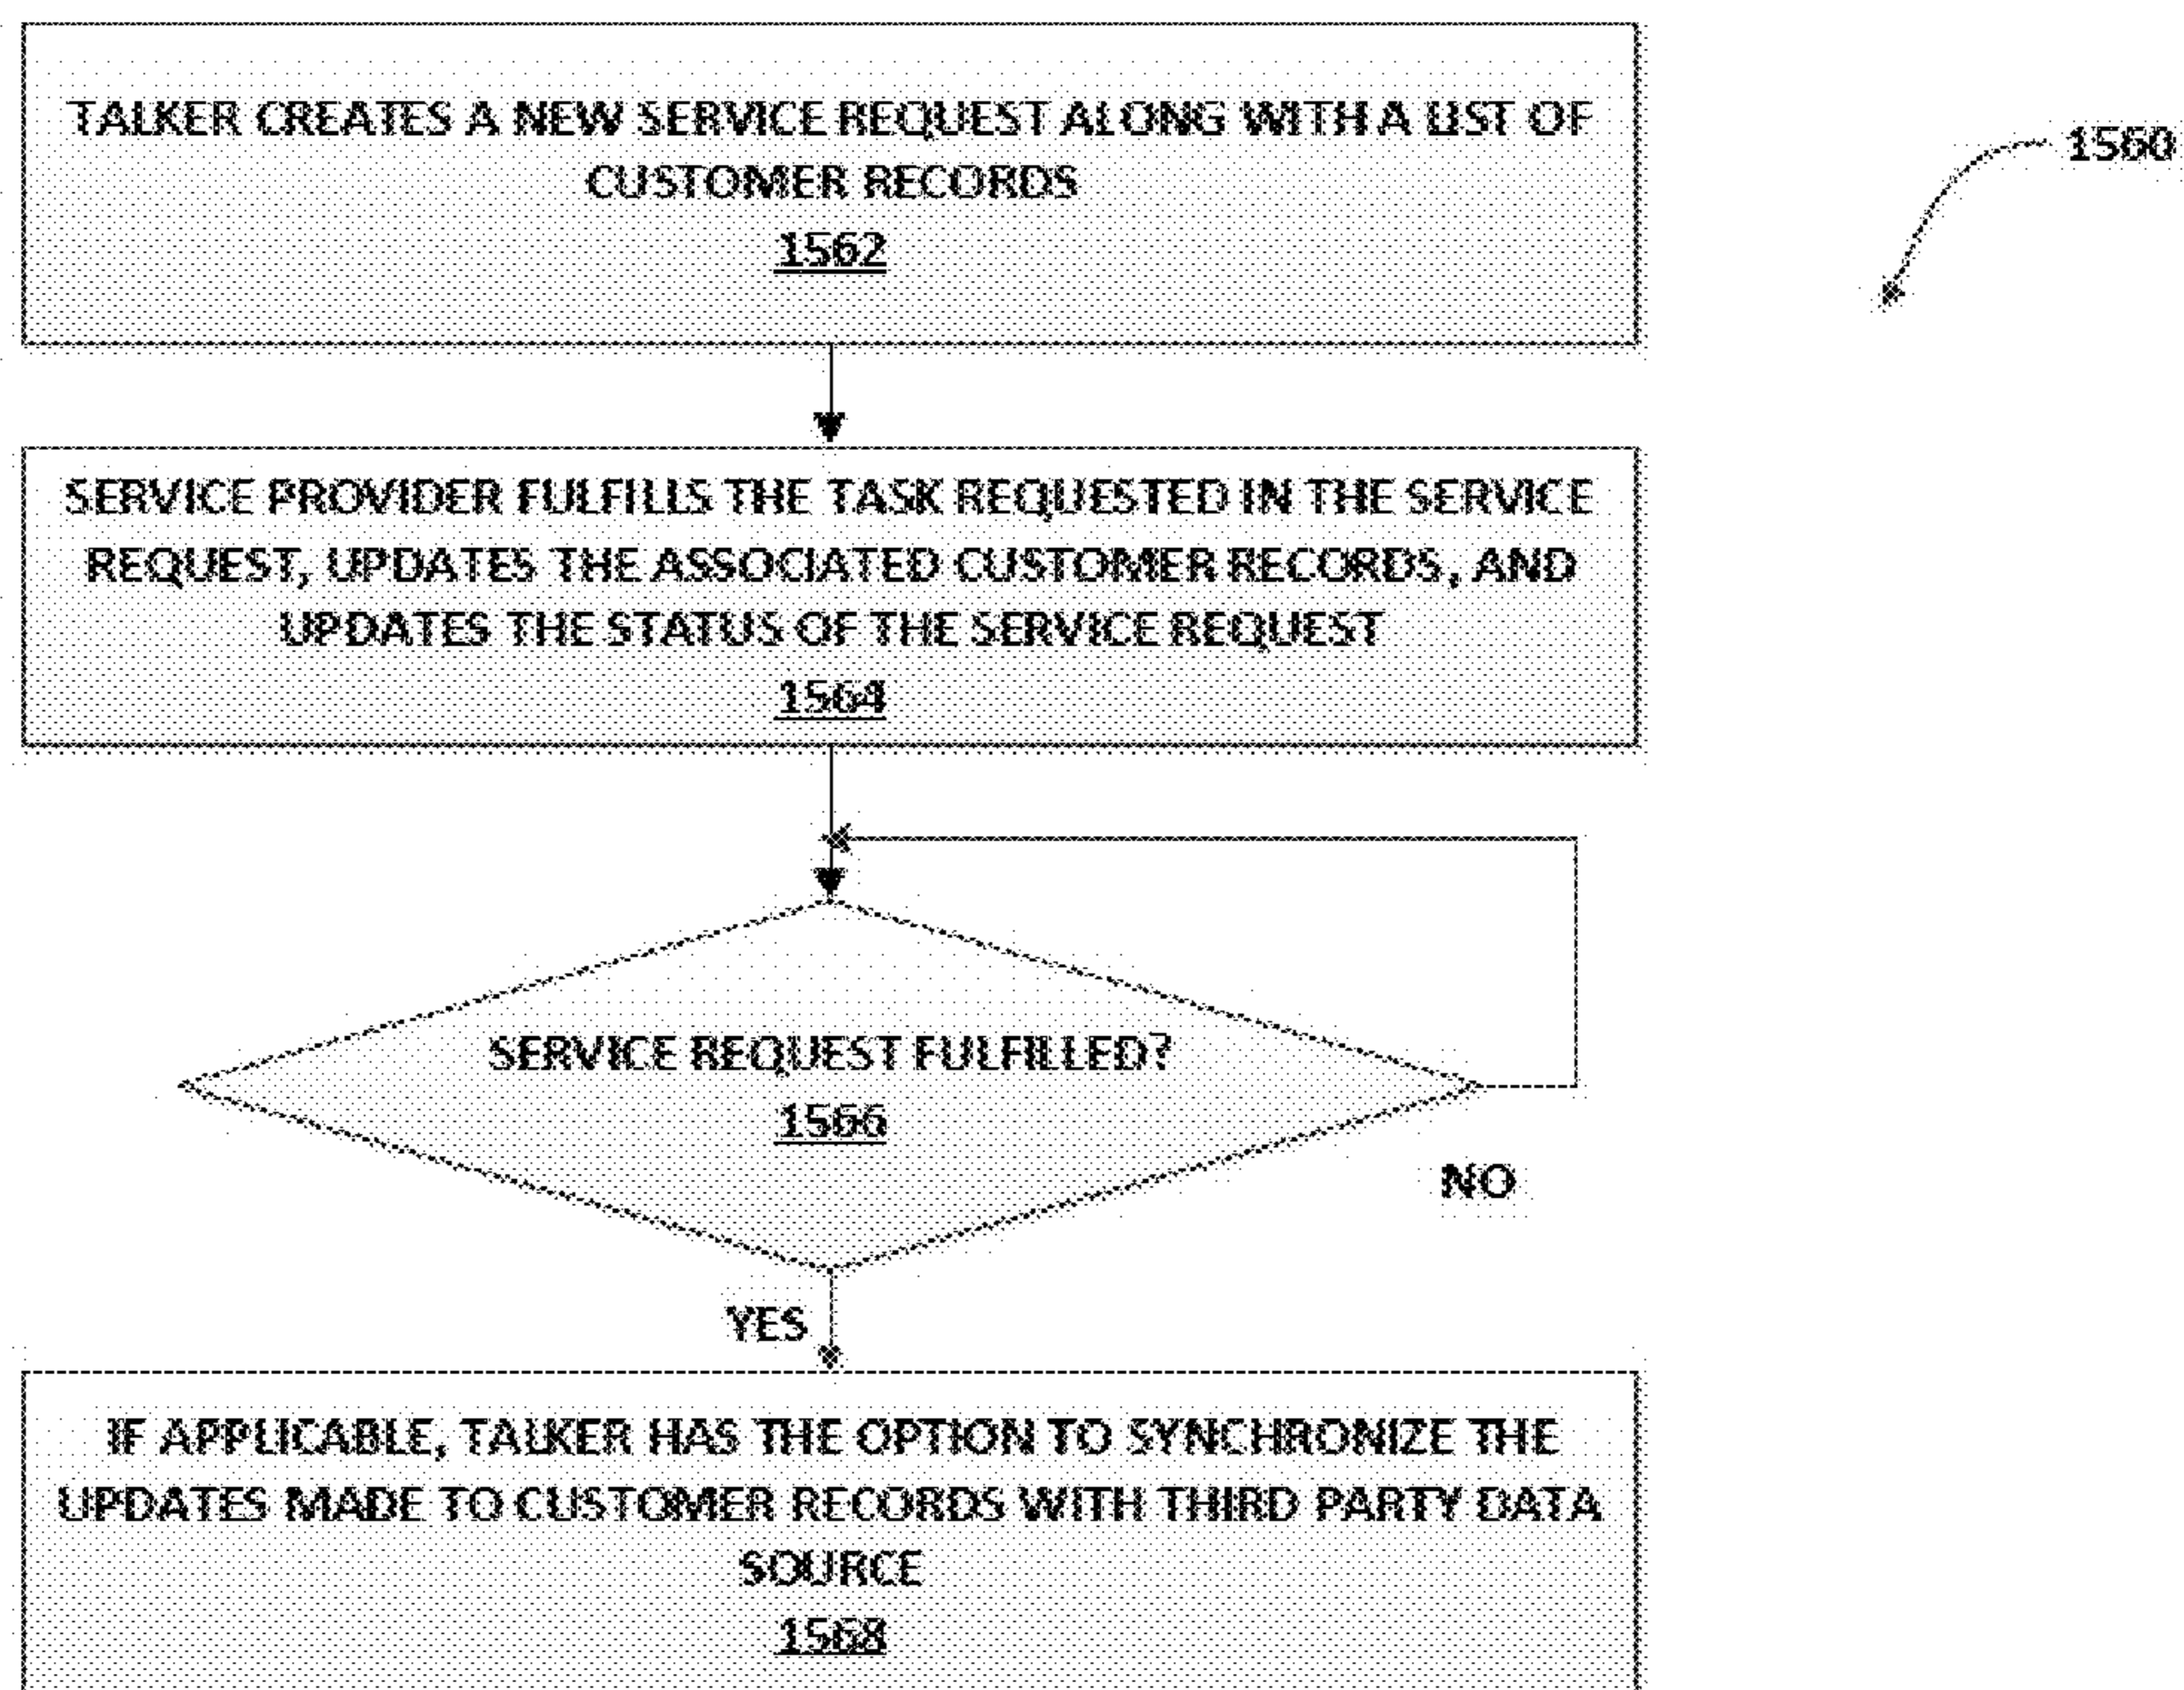 TALKER CREATES A NEW SERVICE REQUEST ALONG WITH A LIST OF
CUSTOMER RECORDS
1562
1560
SERVICE PROVIDER FULFILLS THE TASK REQUESTED IN THE SERVICE
REQUEST, UPDATES THE ASSOCIATED CUSTOMER RECORDS, AND
UPDATES THE STATUS OF THE SERVICE REQUEST
1564
SERVICE REQUEST FULFILLED?
1566
NO
YES
IF APPLICABLE, TALKER HAS THE OPTION TO SYNCHRONIZE THE
UPDATES MADE TO CUSTOMER RECORDS WITH THIRD PARTY DATA
SOURCE
1568